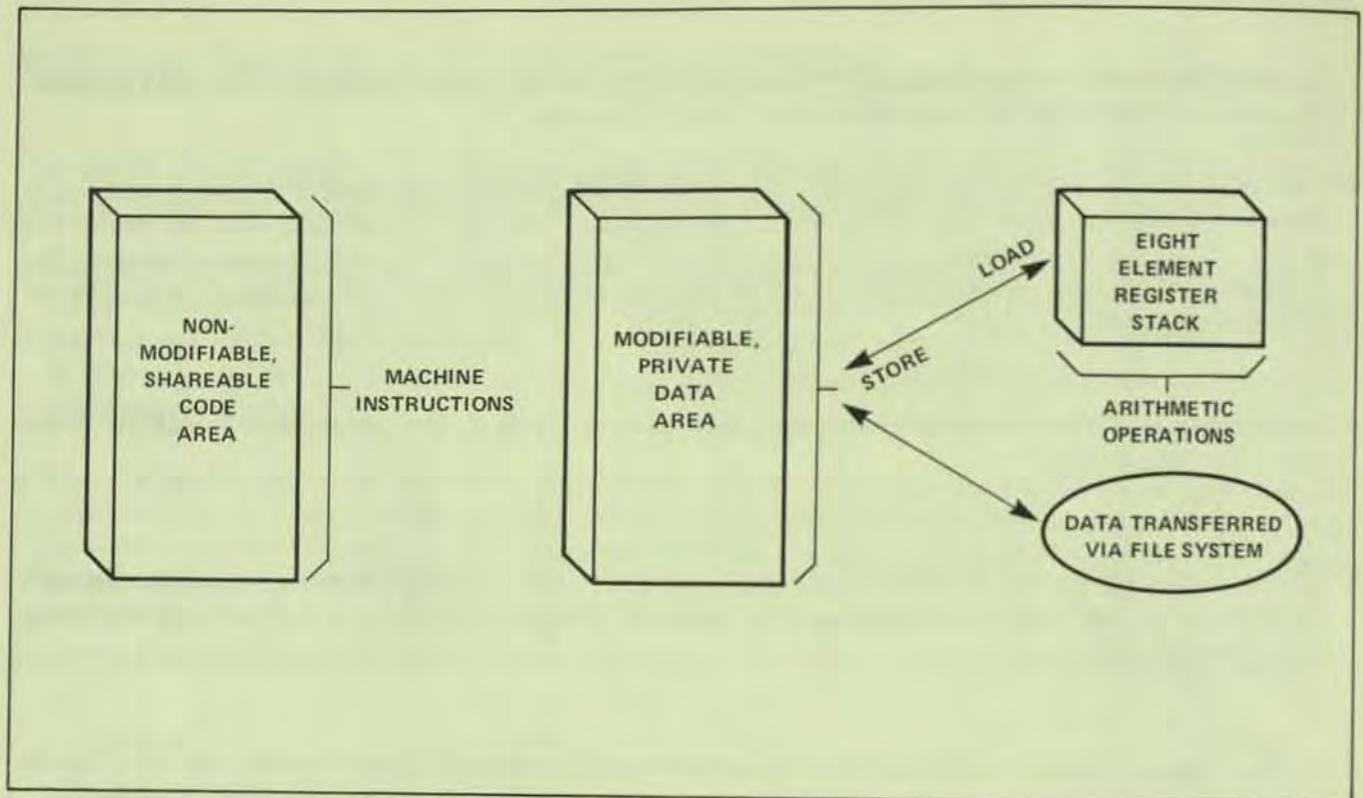 NON-
MODIFIABLE,
SHAREABLE
CODE
AREA
MACHINE
INSTRUCTIONS
MODIFIABLE,
PRIVATE
DATA
AREA
LOAD
STORE
EIGHT
ELEMENT
REGISTER
STACK
ARITHMETIC
OPERATIONS
DATA TRANSFERRED
VIA FILE SYSTEM